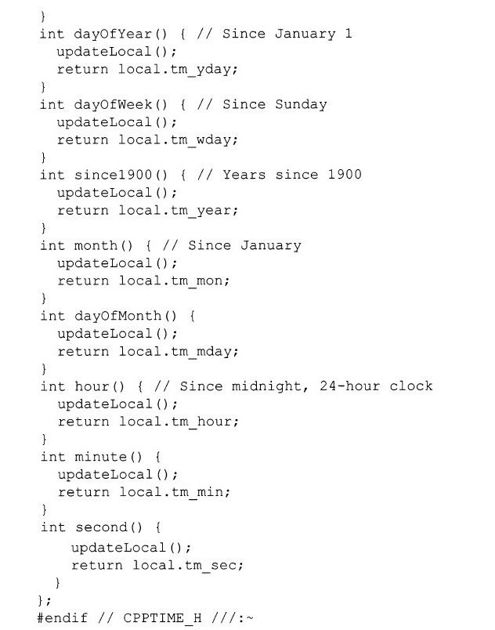 }
int dayOfYear() { // Since January 1
  updateLocal();
  return local.tm_yday;
}
int dayOfWeek() { // Since Sunday
  updateLocal();
  return local.tm_wday;
}
int since1900() { // Years since 1900
  updateLocal();
  return local.tm_year;
}
int month() { // Since January
  updateLocal();
  return local.tm_mon;
}
int dayOfMonth() {
  updateLocal();
  return local.tm_mday;
}
int hour() { // Since midnight, 24-hour clock
  updateLocal();
  return local.tm_hour;
}
int minute() {
  updateLocal();
  return local.tm_min;
}
int second() {
    updateLocal();
    return local.tm_sec;
  }
};
#endif // CPPTIME_H ///:~